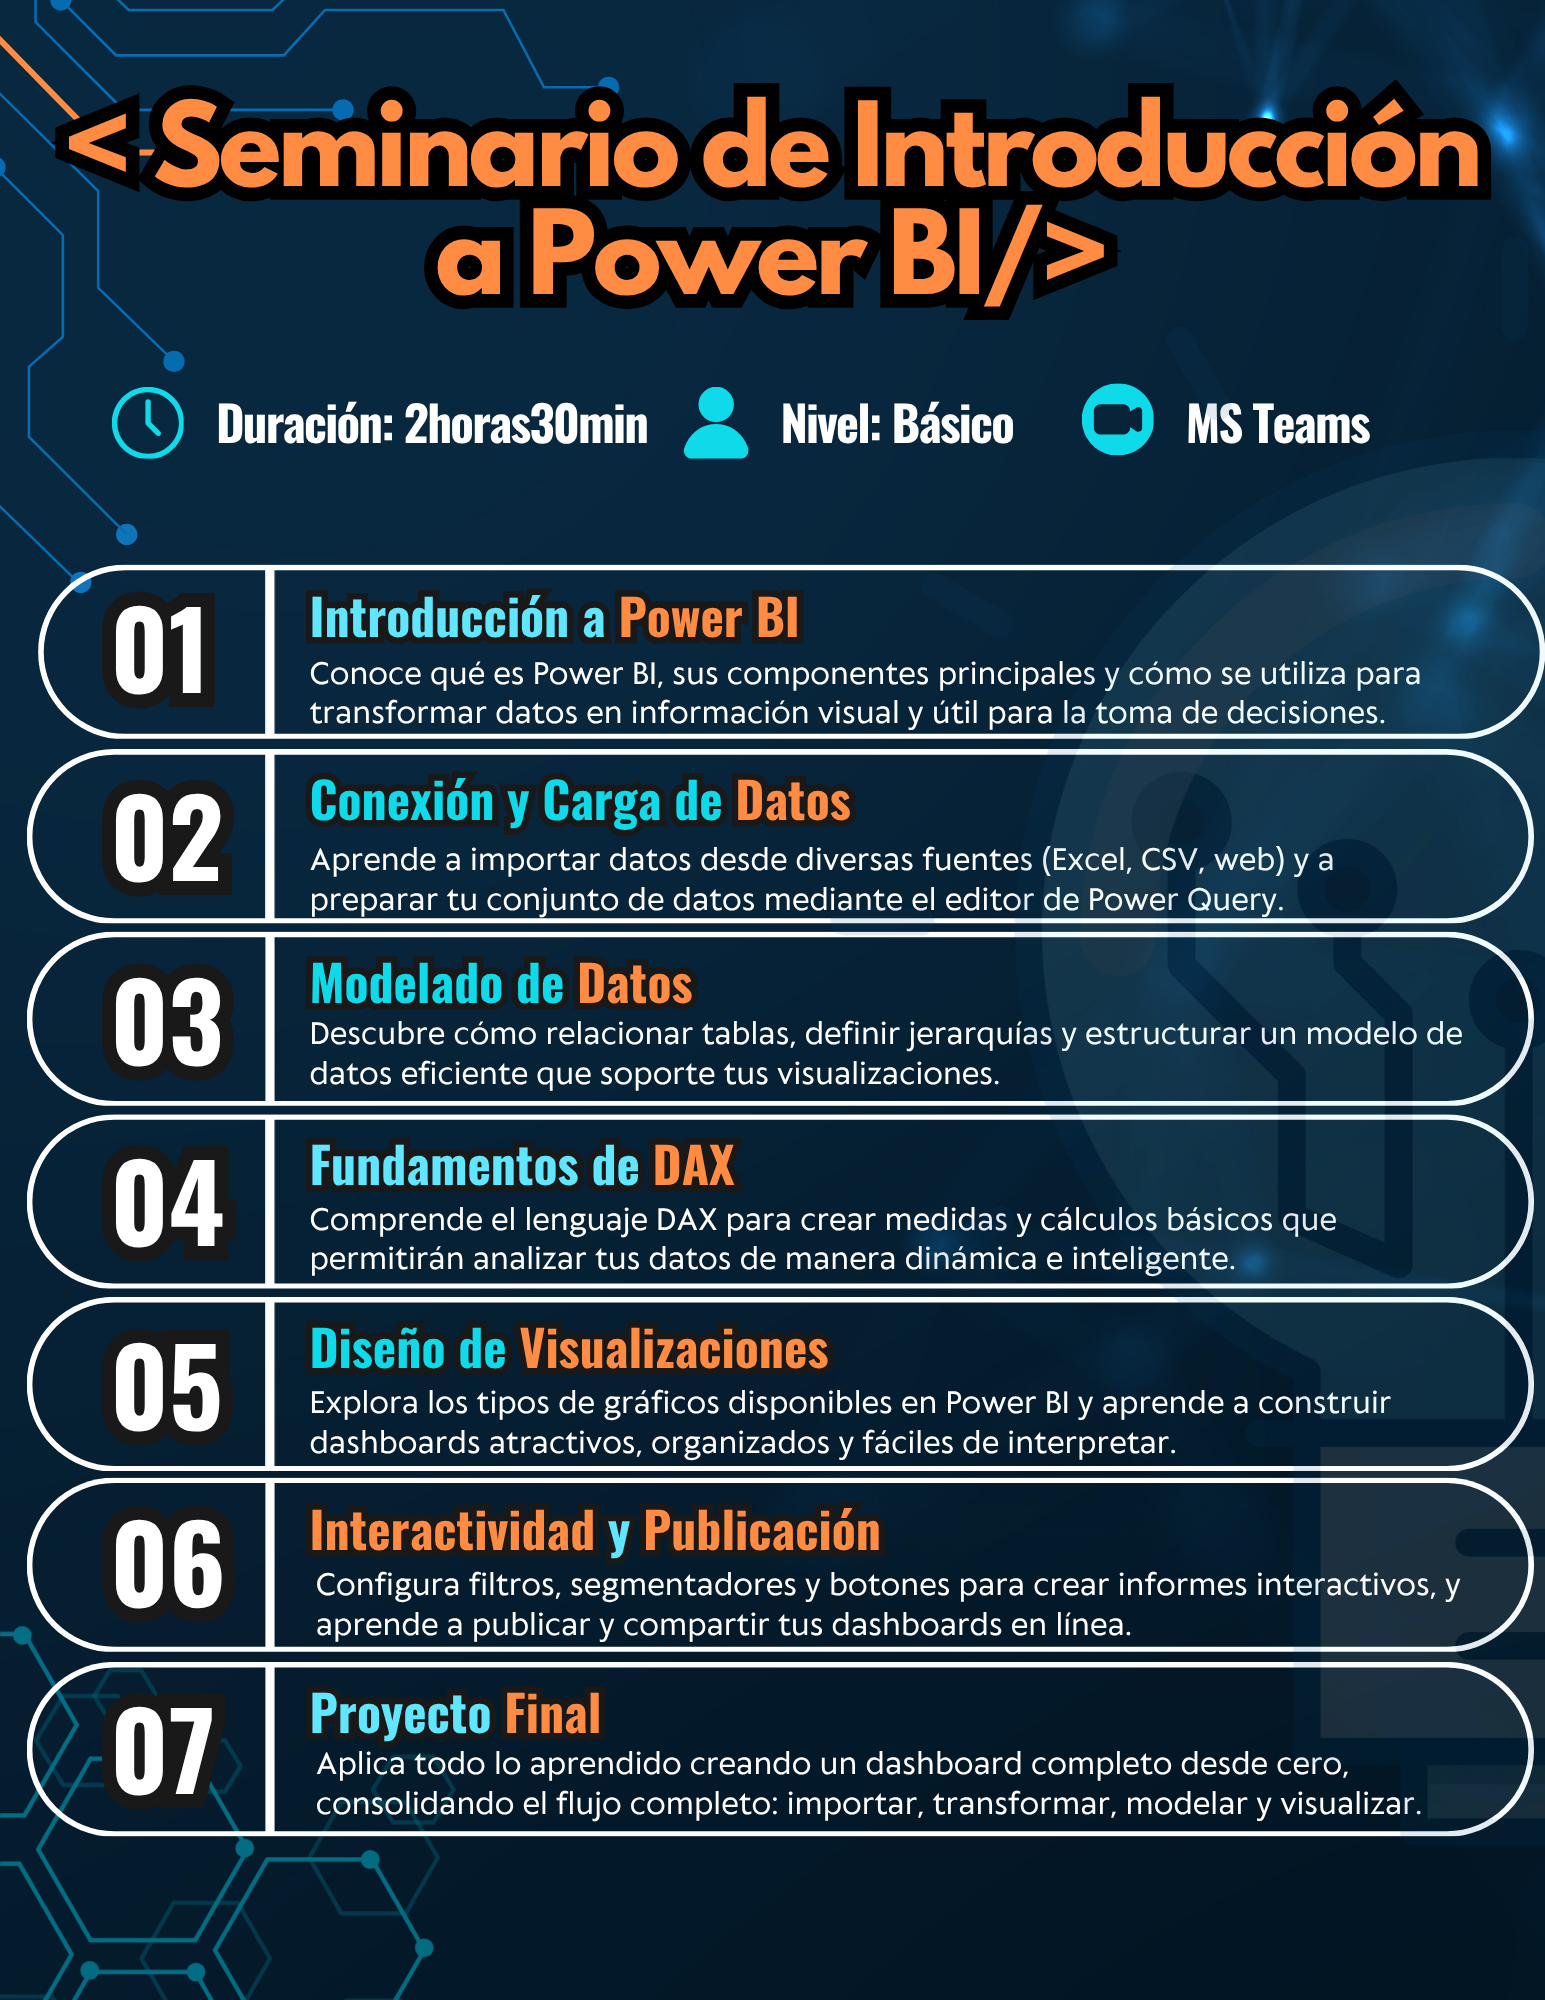 < Seminario de Introducción
a Power BI/>
Duración: 2horas30min
Nivel: Básico
MS Teams
01
Introducción a Power BI
Conoce qué es Power BI, sus componentes principales y cómo se utiliza para
transformar datos en información visual y útil para la toma de decisiones.
02
Conexión y Carga de Datos
Aprende a importar datos desde diversas fuentes (Excel, CSV, web) y a
preparar tu conjunto de datos mediante el editor de Power Query.
03
Modelado de Datos
Descubre cómo relacionar tablas, definir jerarquías y estructurar un modelo de
datos eficiente que soporte tus visualizaciones.
04
Fundamentos de DAX
Comprende el lenguaje DAX para crear medidas y cálculos básicos que
permitirán analizar tus datos de manera dinámica e inteligente.
05
Diseño de Visualizaciones
Explora los tipos de gráficos disponibles en Power BI y aprende a construir
dashboards atractivos, organizados y fáciles de interpretar.
06
Interactividad y Publicación
Configura filtros, segmentadores y botones para crear informes interactivos, y
aprende a publicar y compartir tus dashboards en línea.
07
Proyecto Final
Aplica todo lo aprendido creando un dashboard completo desde cero,
consolidando el flujo completo: importar, transformar, modelar y visualizar.